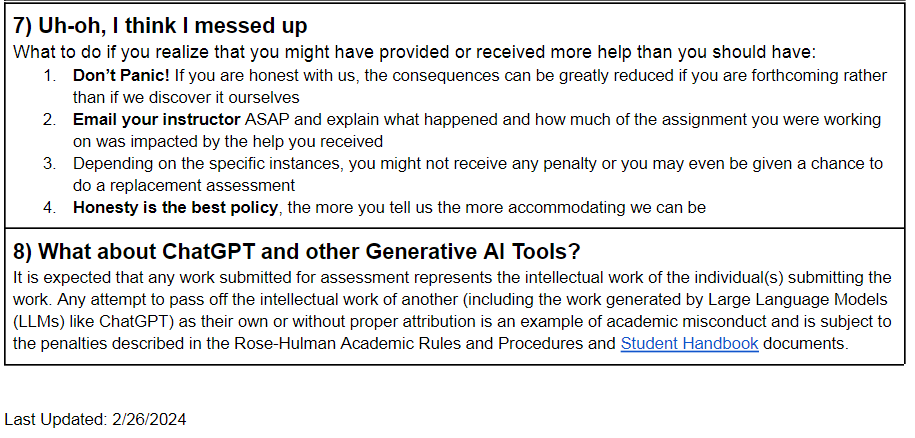 7) Uh-oh, I think I messed up
What to do if you realize that you might have provided or received more help than you should have:
1. Don’t Panic! If you are honest with us, the consequences can be greatly reduced if you are forthcoming rather
than if we discover it ourselves
2. Email your instructor ASAP and explain what happened and how much of the assignment you were working
on was impacted by the help you received
3. Depending on the specific instances, you might not receive any penalty or you may even be given a chance to
do a replacement assessment
4. Honesty is the best policy, the more you tell us the more accommodating we can be
8) What about ChatGPT and other Generative AI Tools?
It is expected that any work submitted for assessment represents the intellectual work of the individual(s) submitting the
work. Any attempt to pass off the intellectual work of another (including the work generated by Large Language Models
(LLMs) like ChatGPT) as their own or without proper attribution is an example of academic misconduct and is subject to
the penalties described in the Rose-Hulman Academic Rules and Procedures and Student Handbook documents.
Last Updated: 2/26/2024